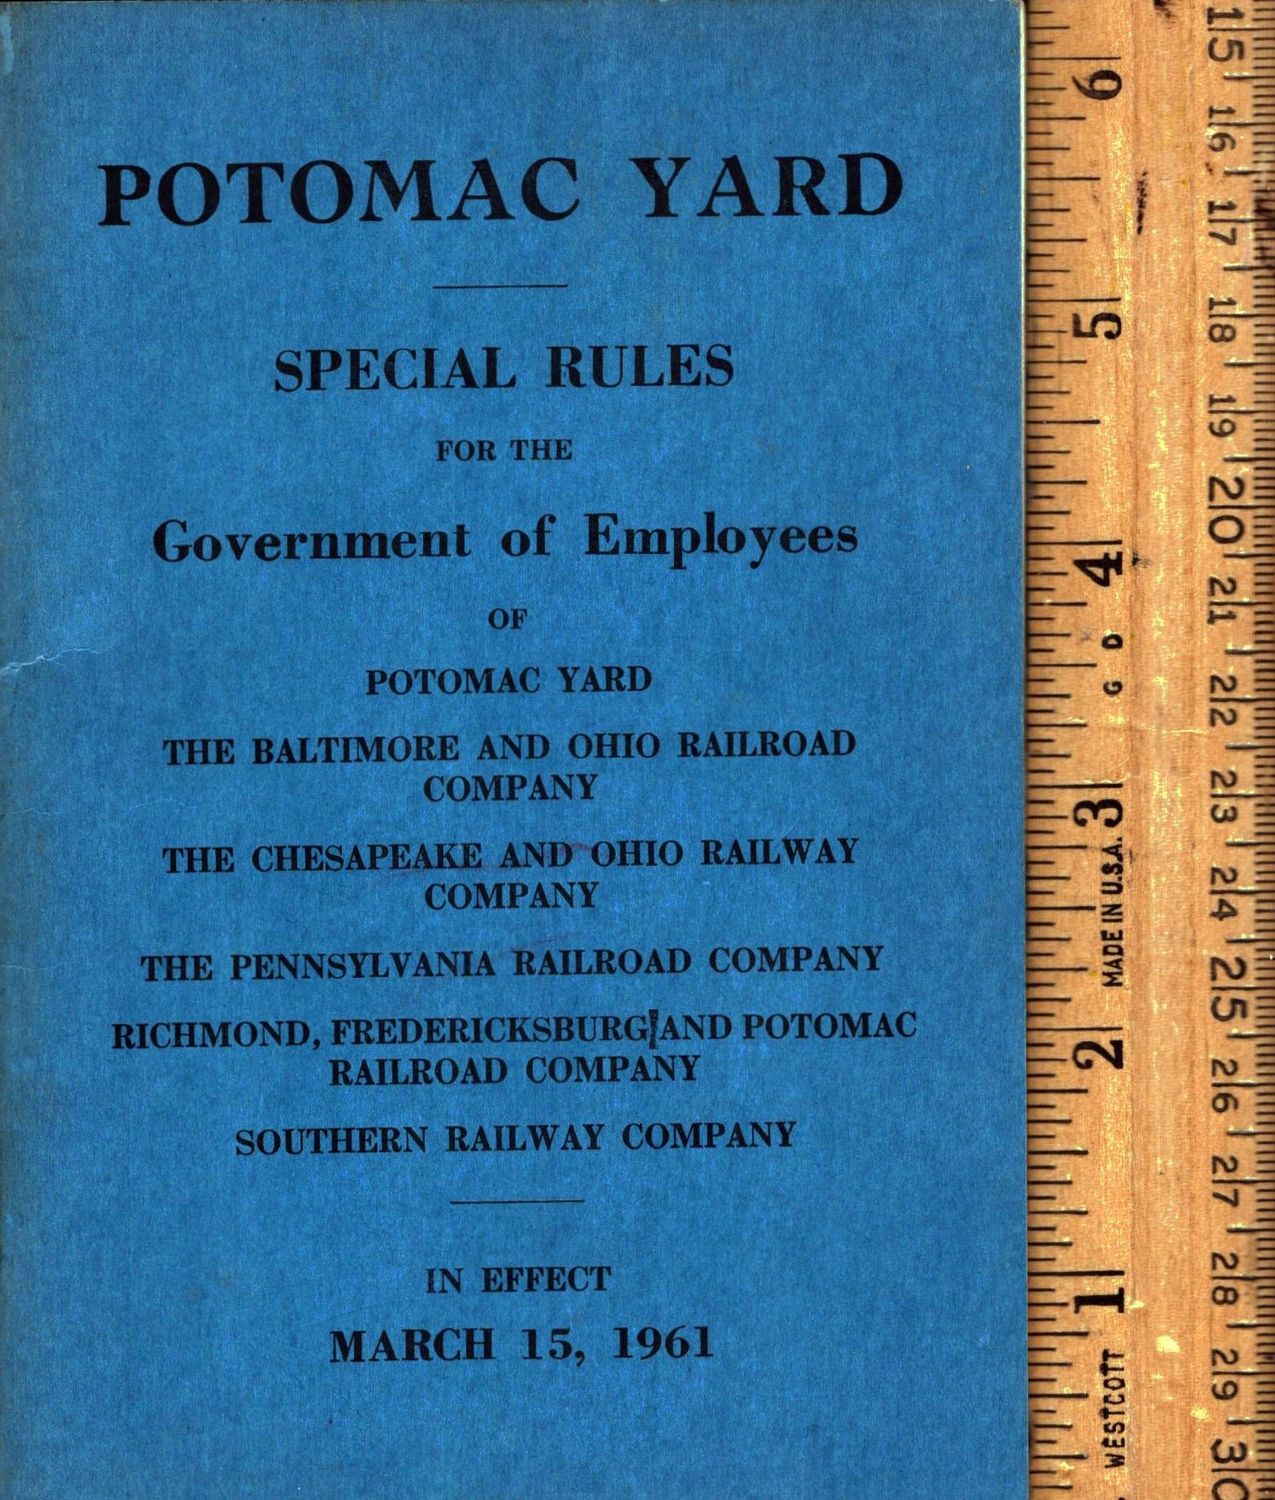 POTOMAC YARD
SPECIAL RULES
FOR THE
Government of Employees
OF
POTOMAC YARD
THE BALTIMORE AND OHIO RAILROAD
COMPANY
THE CHESAPEAKE AND OHIO RAILWAY
COMPANY
THE PENNSYLVANIA RAILROAD COMPANY
RICHMOND, FREDERICKSBURG AND POTOMAC
RAILROAD COMPANY
SOUTHERN RAILWAY COMPANY
IN EFFECT
MARCH 15, 1961
WESTCOTT 1 2 MADE IN U.S.A. 3 G D 4 5 6
15 16 17 18 19 20 21 22 23 24 25 26 27 28 29 30